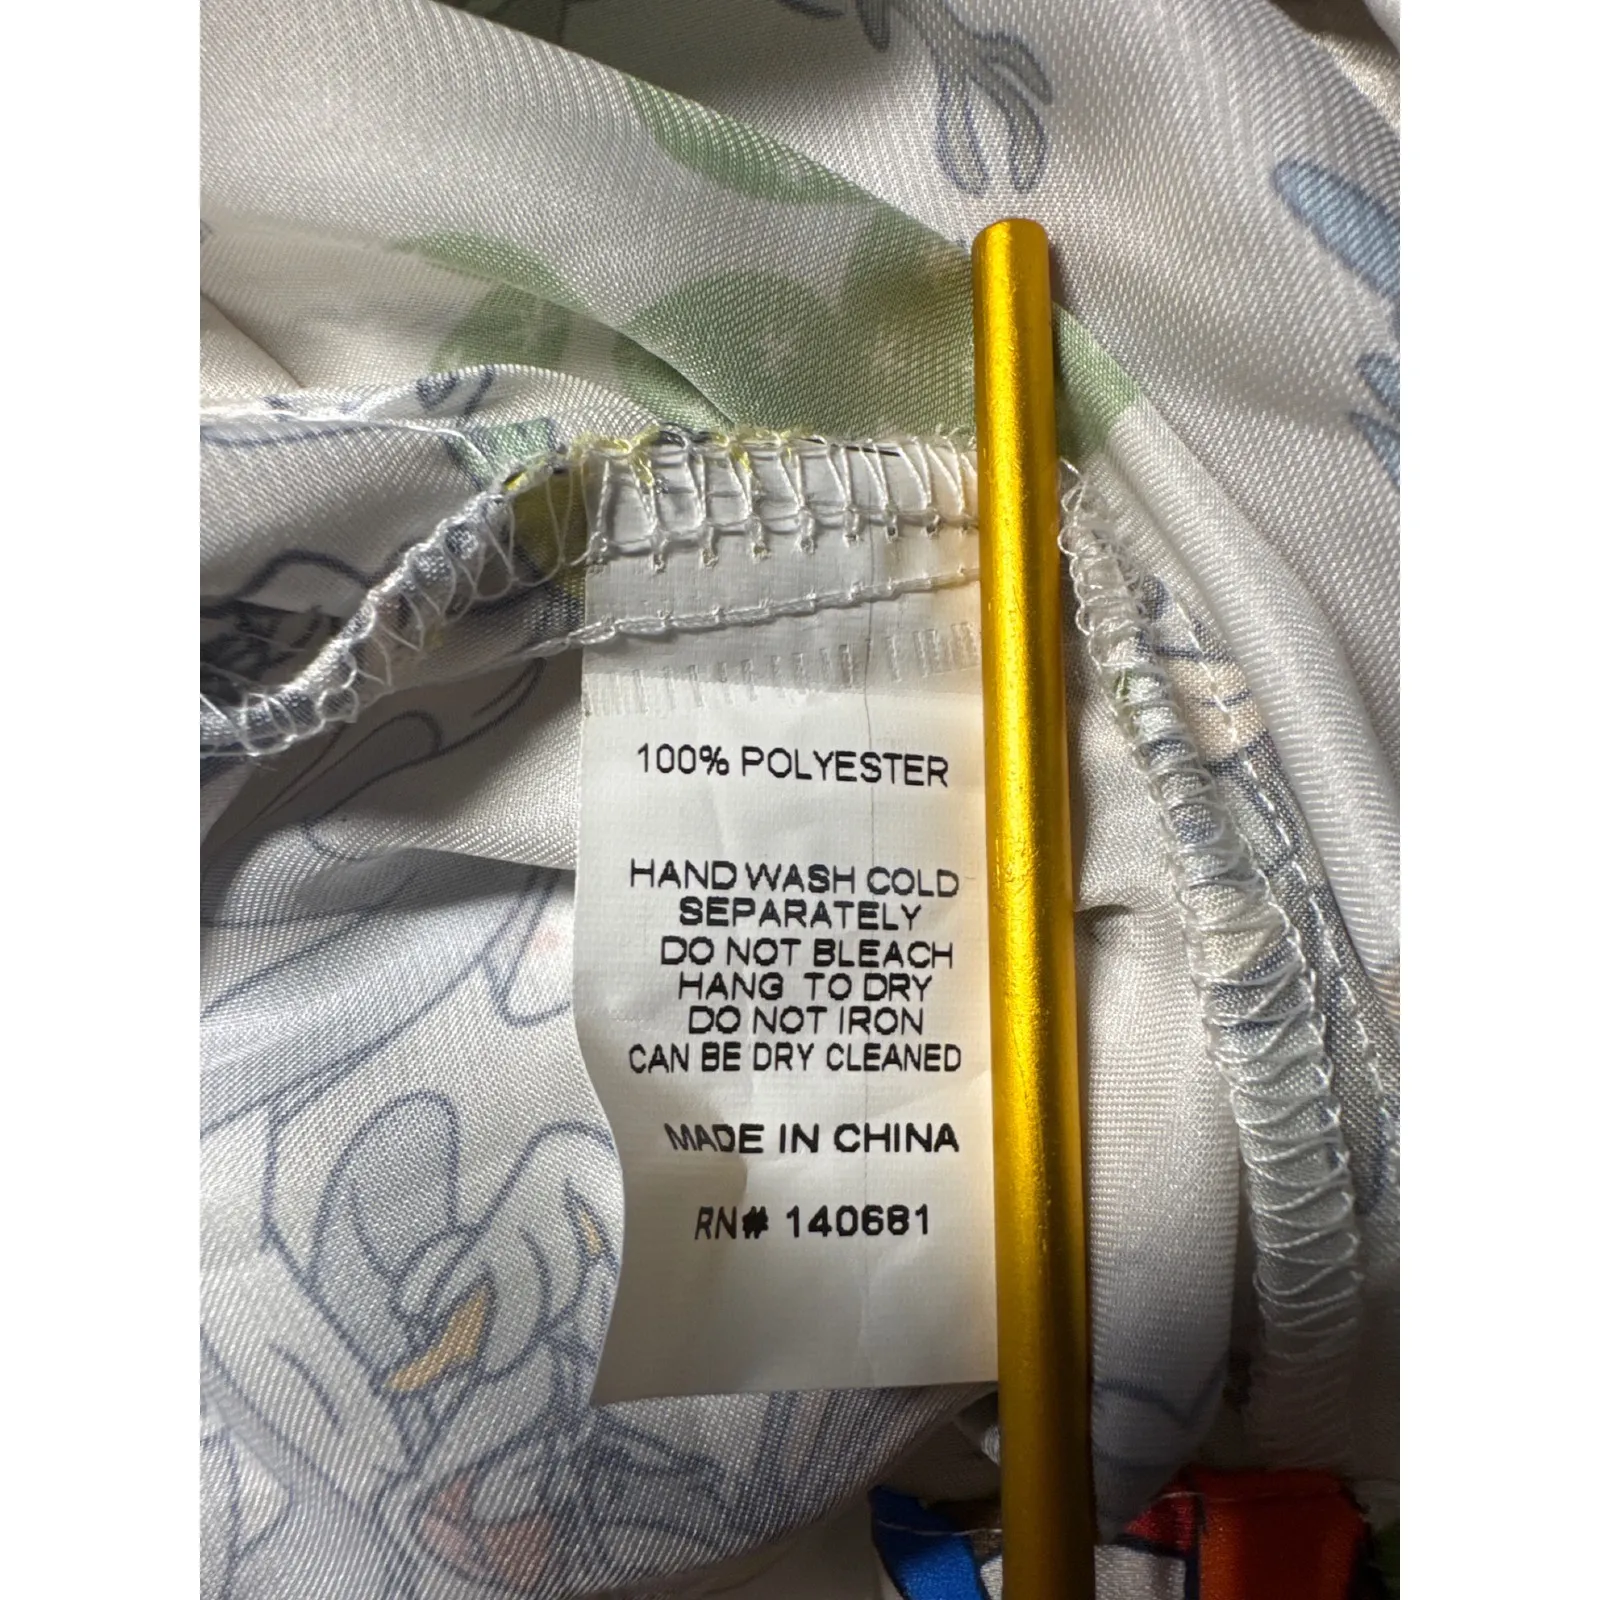 100% POLYESTER
HAND WASH COLD
SEPARATELY
DO NOT BLEACH
HANG TO DRY
DO NOT IRON
CAN BE DRY CLEANED
MADE IN CHINA
RN# 140681